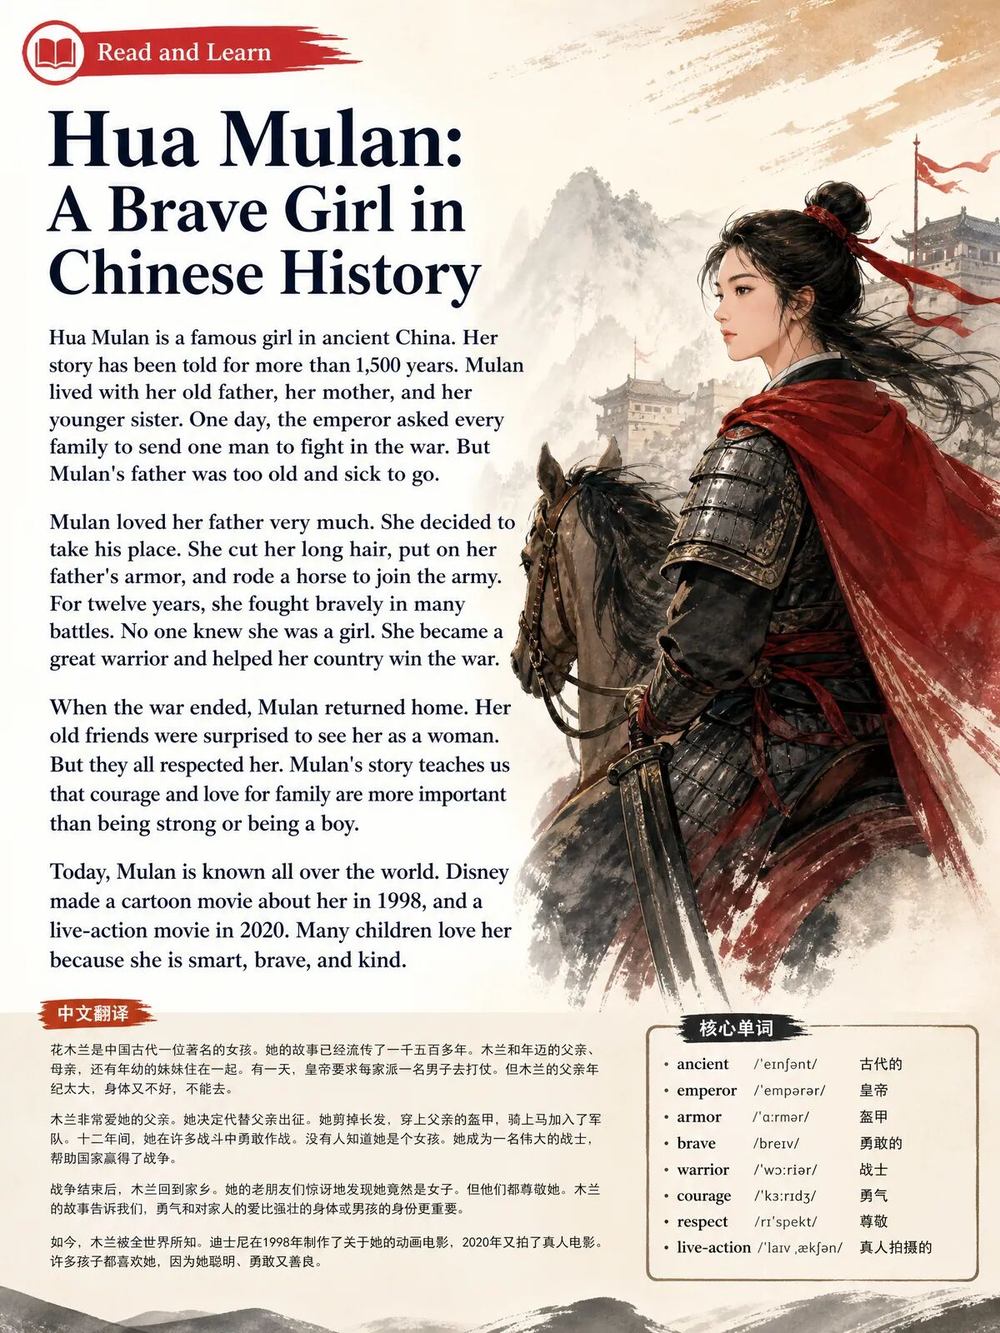 Read and Learn
Hua Mulan:
A Brave Girl in
Chinese History
Hua Mulan is a famous girl in ancient China. Her
story has been told for more than 1,500 years. Mulan
lived with her old father, her mother, and her
younger sister. One day, the emperor asked every
family to send one man to fight in the war. But
Mulan's father was too old and sick to go.
Mulan loved her father very much. She decided to
take his place. She cut her long hair, put on her
father's armor, and rode a horse to join the army.
For twelve years, she fought bravely in many
battles. No one knew she was a girl. She became a
great warrior and helped her country win the war.
When the war ended, Mulan returned home. Her
old friends were surprised to see her as a woman.
But they all respected her. Mulan's story teaches us
that courage and love for family are more important
than being strong or being a boy.
Today, Mulan is known all over the world. Disney
made a cartoon movie about her in 1998, and a
live-action movie in 2020. Many children love her
because she is smart, brave, and kind.
中文翻译
花木兰是中国古代一位著名的女孩。她的故事已经流传了一千五百多年。木兰和年迈的父亲、
母亲，还有年幼的妹妹住在一起。有一天，皇帝要求每家派一名男子去打仗。但木兰的父亲年
纪太大，身体又不好，不能去。
木兰非常爱她的父亲。她决定代替父亲出征。她剪掉长发，穿上父亲的盔甲，骑上马加入了军
队。十二年间，她在许多战斗中勇敢作战。没有人知道她是个女孩。她成为一名伟大的战士，
帮助国家赢得了战争。
战争结束后，木兰回到家乡。她的老朋友们惊讶地发现她竟然是女子。但他们都尊敬她。木兰
的故事告诉我们，勇气和对家人的爱比强壮的身体或男孩的身份更重要。
如今，木兰被全世界所知。迪士尼在1998年制作了关于她的动画电影，2020年又拍了真人电影。
许多孩子都喜欢她，因为她聪明、勇敢又善良。
核心单词
• ancient /ˈeɪnʃənt/ 古代的
• emperor /ˈempərər/ 皇帝
• armor /ˈɑːrmər/ 盔甲
• brave /breɪv/ 勇敢的
• warrior /ˈwɔːriər/ 战士
• courage /ˈkɜːrɪdʒ/ 勇气
• respect /rɪˈspekt/ 尊敬
• live-action /ˈlaɪv ˌækʃən/ 真人拍摄的